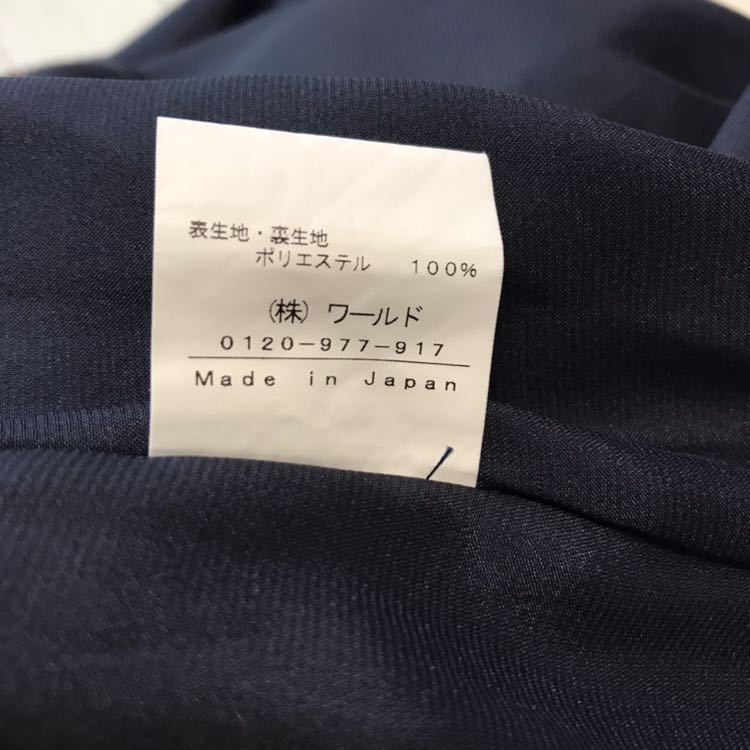 表生地・裏生地
ポリエステル 100%
(株) ワールド
0120-977-917
Made in Japan